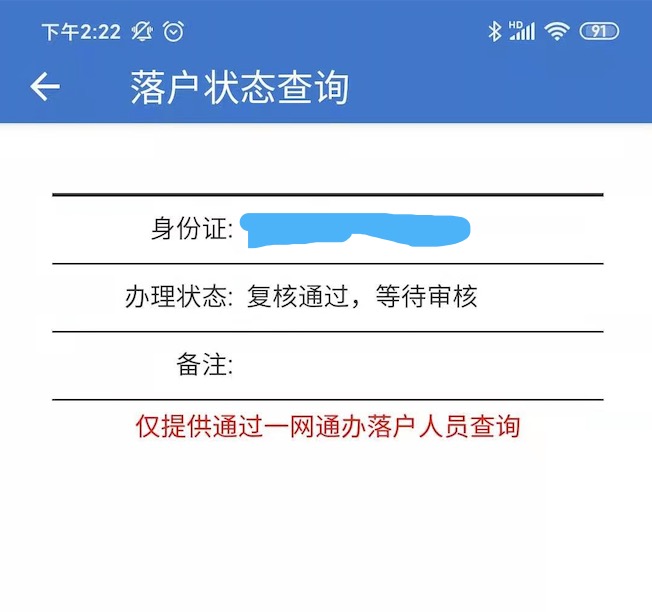 下午2:22 HD 91
落户状态查询
身份证:
办理状态: 复核通过，等待审核
备注:
仅提供通过一网通办落户人员查询